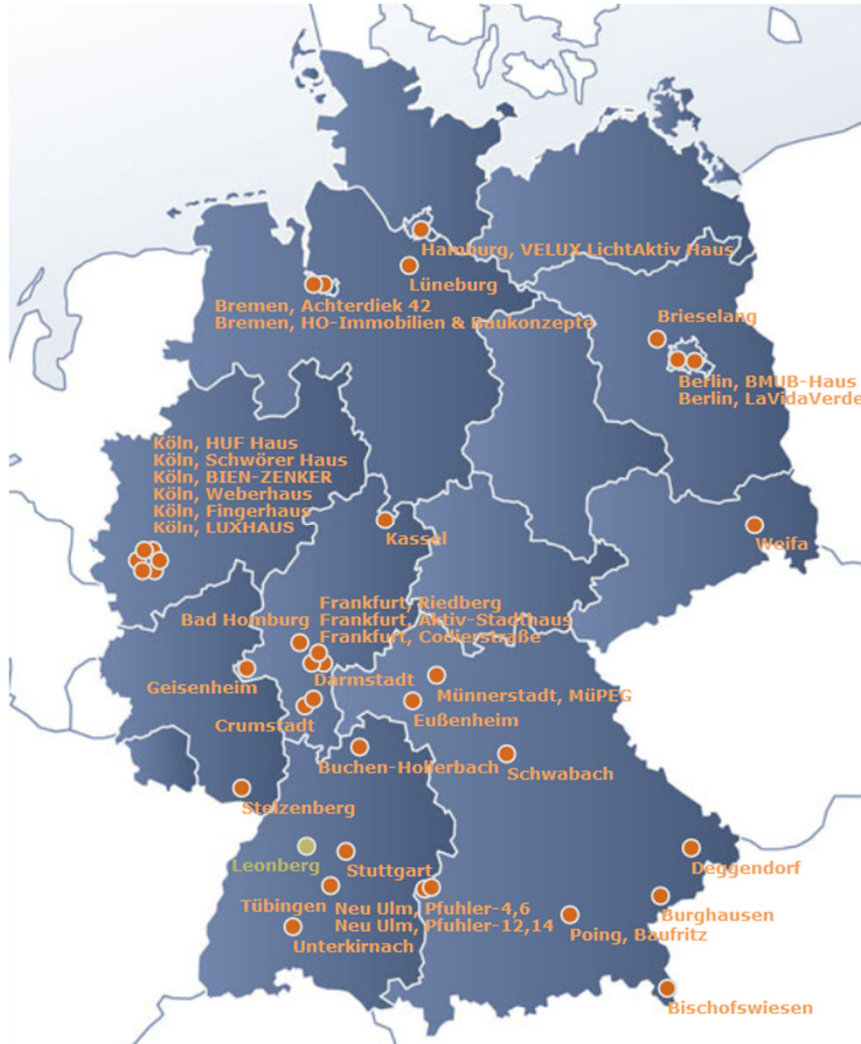 Hamburg, VELUX LichtAktiv Haus
Lüneburg
Bremen, Achterdiek 42
Bremen, HO-Immobilien & Baukonzepte
Brieselang
Berlin, BMUB-Haus
Berlin, LaVidaVerde
Köln, HUF Haus
Köln, Schwörer Haus
Köln, BIEN-ZENKER
Köln, Weberhaus
Köln, Fingerhaus
Köln, LUXHAUS
Kassel
Weifa
Frankfurt, Riedberg
Bad Homburg
Frankfurt, Aktiv-Stadthaus
Frankfurt, Codierstraße
Geisenheim
Darmstadt
Münnerstadt, MüPEG
Crumstadt
Eußenheim
Buchen-Hollerbach
Schwabach
Stelzenberg
Leonberg
Stuttgart
Deggendorf
Tübingen
Neu Ulm, Pfuhler-4,6
Neu Ulm, Pfuhler-12,14
Burghausen
Poing, Baufritz
Unterkirnach
Bischofswiesen